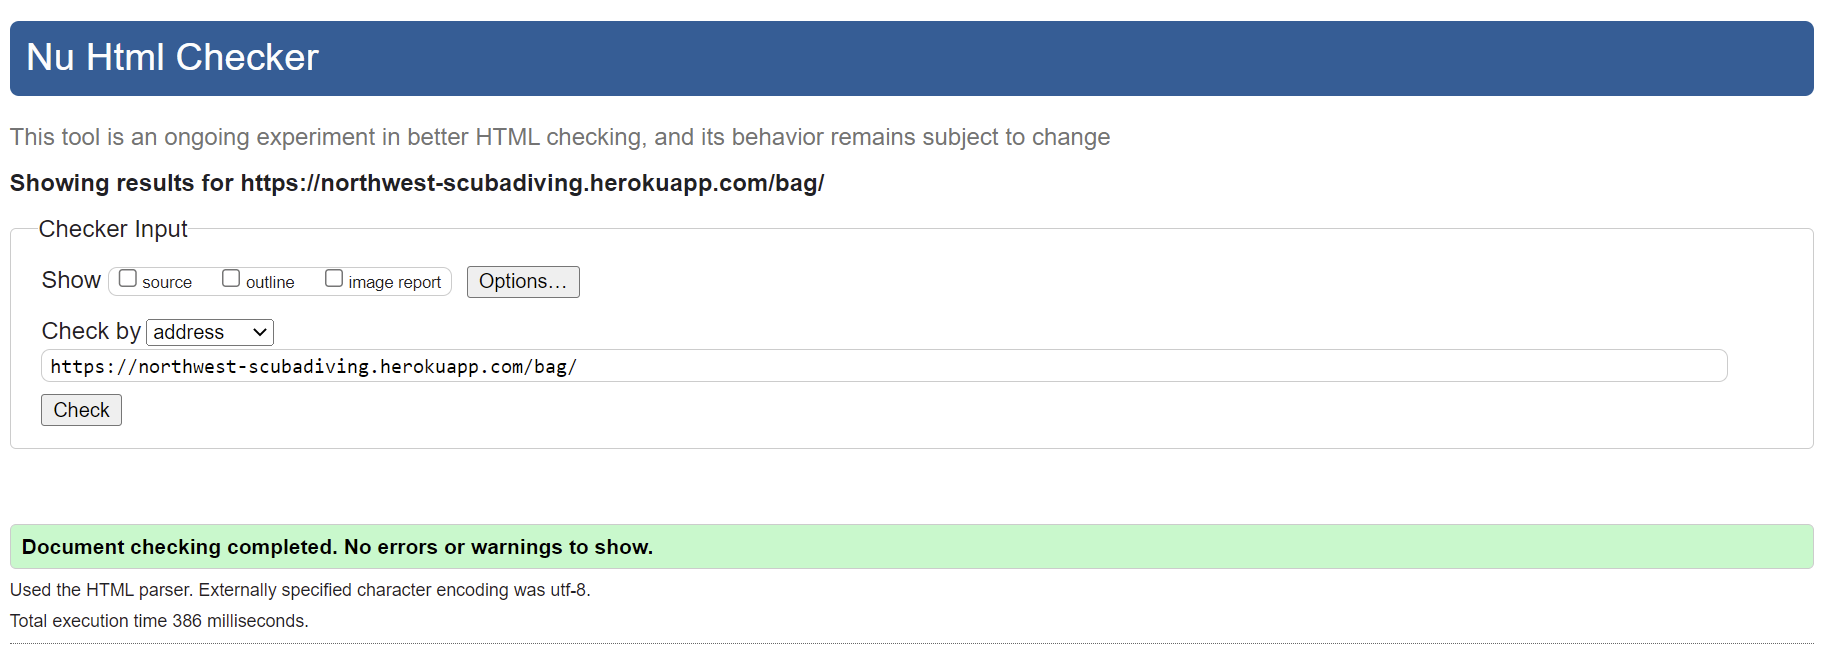 Nu Html Checker
This tool is an ongoing experiment in better HTML checking, and its behavior remains subject to change
Showing results for https://northwest-scubadiving.herokuapp.com/bag/
Checker Input
Show source outline image report Options...
Check by address
https://northwest-scubadiving.herokuapp.com/bag/
Check
Document checking completed. No errors or warnings to show.
Used the HTML parser. Externally specified character encoding was utf-8.
Total execution time 386 milliseconds.